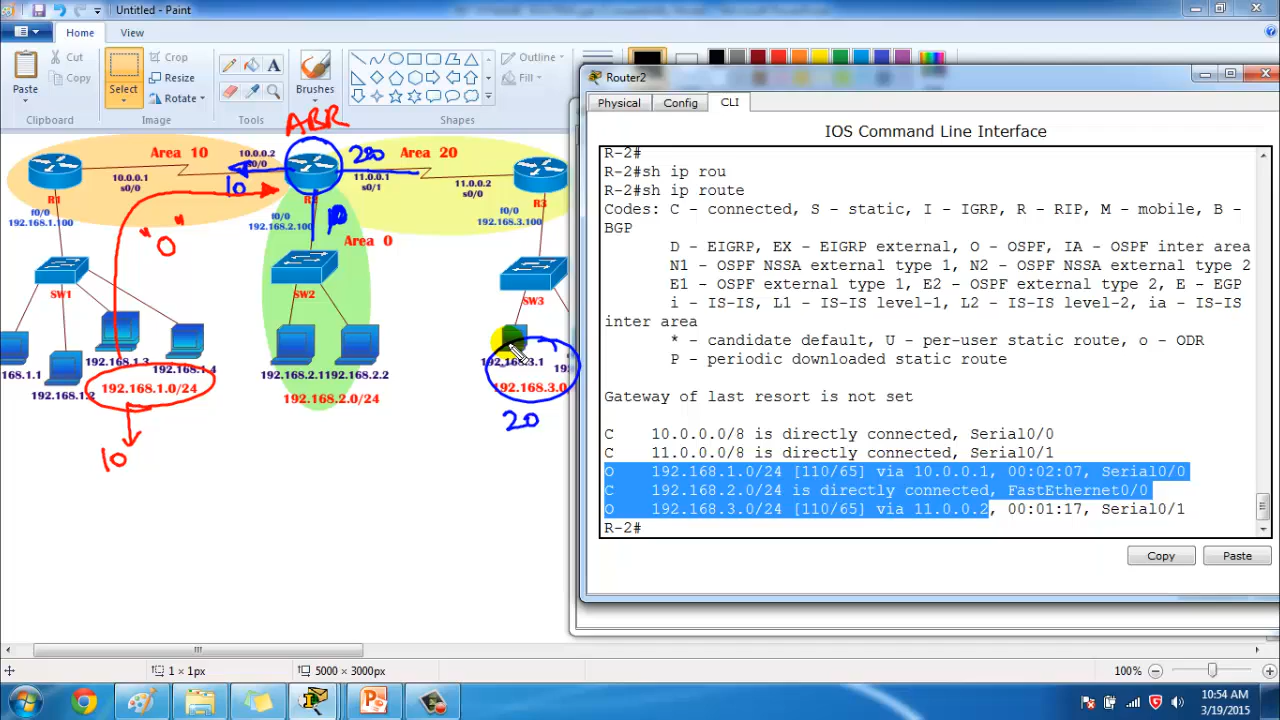 Untitled - Paint
Home
View
Paste
Cut
Copy
Clipboard
Select
Crop
Resize
Rotate
Image
A
Tools
Brushes
Shapes
Outline
Fill
Router2
Physical
Config
CLI
IOS Command Line Interface
R-2#
R-2#sh ip rou
R-2#sh ip route
Codes: C - connected, S - static, I - IGRP, R - RIP, M - mobile, B -
BGP
D - EIGRP, EX - EIGRP external, O - OSPF, IA - OSPF inter area
N1 - OSPF NSSA external type 1, N2 - OSPF NSSA external type 2
E1 - OSPF external type 1, E2 - OSPF external type 2, E - EGP
i - IS-IS, L1 - IS-IS level-1, L2 - IS-IS level-2, ia - IS-IS
inter area
* - candidate default, U - per-user static route, o - ODR
P - periodic downloaded static route
Gateway of last resort is not set
C 10.0.0.0/8 is directly connected, Serial0/0
C 11.0.0.0/8 is directly connected, Serial0/1
O 192.168.1.0/24 [110/65] via 10.0.0.1, 00:02:07, Serial0/0
C 192.168.2.0/24 is directly connected, FastEthernet0/0
O 192.168.3.0/24 [110/65] via 11.0.0.2, 00:01:17, Serial0/1
R-2#
Copy
Paste
ABR
Area 10
10.0.0.2
s0/0
200
Area 20
10.0.0.1
s0/0
10
11.0.0.1
s0/1
11.0.0.2
s0/0
R1
R2
R3
f0/0
192.168.1.100
f0/0
192.168.2.100
f0/0
192.168.3.100
"O"
Area 0
SW1
SW2
SW3
192.168.1.3
192.168.1.4
192.168.3.1
.1.1
192.168.2.1
192.168.2.2
192.168.1.2
192.168.1.0/24
192.168.3.0
192.168.2.0/24
20
10
1 × 1px
5000 × 3000px
100%
10:54 AM
3/19/2015